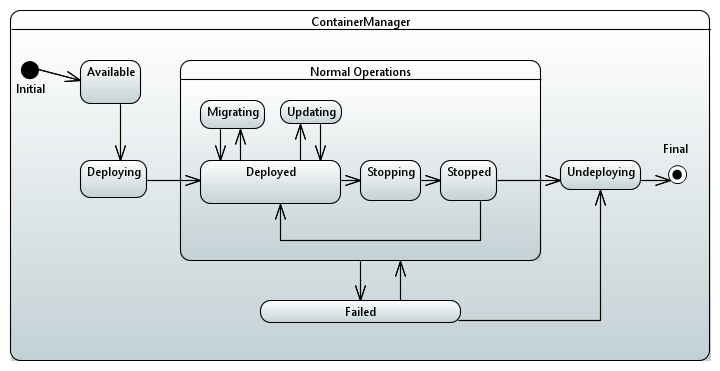 ContainerManager
Initial
Available
Normal Operations
Migrating
Updating
Final
Deploying
Deployed
Stopping
Stopped
Undeploying
Failed